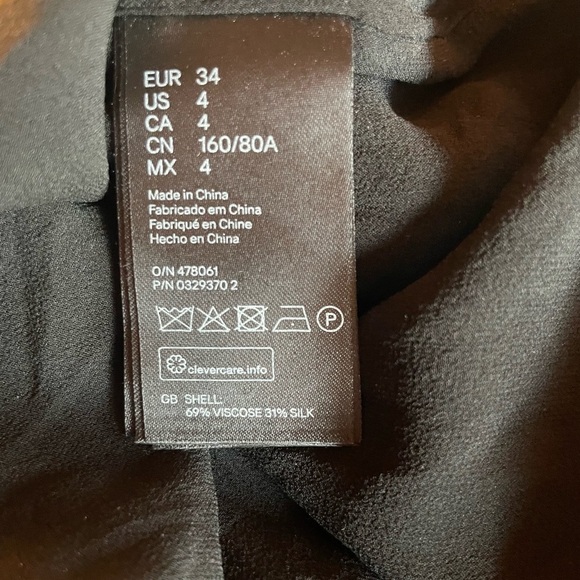 EUR 34
US 4
CA 4
CN 160/80A
MX 4
Made in China
Fabricado em China
Fabriqué en Chine
Hecho en China
O/N 478061
P/N 0329370 2
P
clevercare.info
GB SHELL:
69% VISCOSE 31% SILK